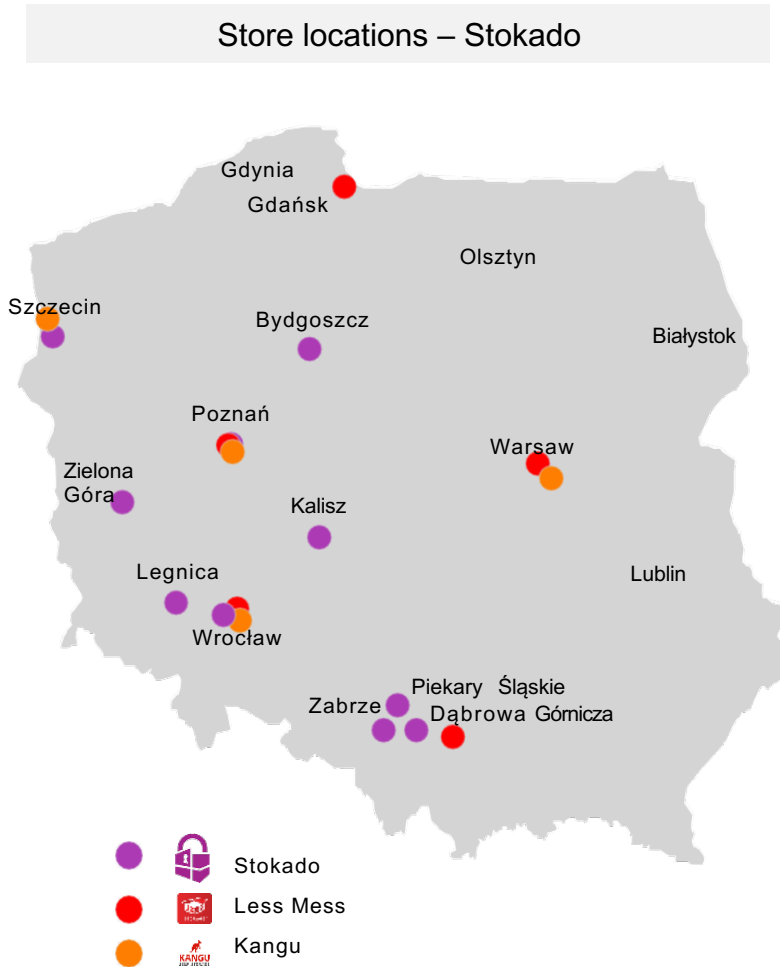 Store locations – Stokado
Gdynia
Gdańsk
Olsztyn
Szczecin
Bydgoszcz
Białystok
Poznań
Warsaw
Zielona
Góra
Kalisz
Legnica
Lublin
Wrocław
Piekary Śląskie
Zabrze
Dąbrowa Górnicza
Stokado
Less Mess
KANGU
Kangu